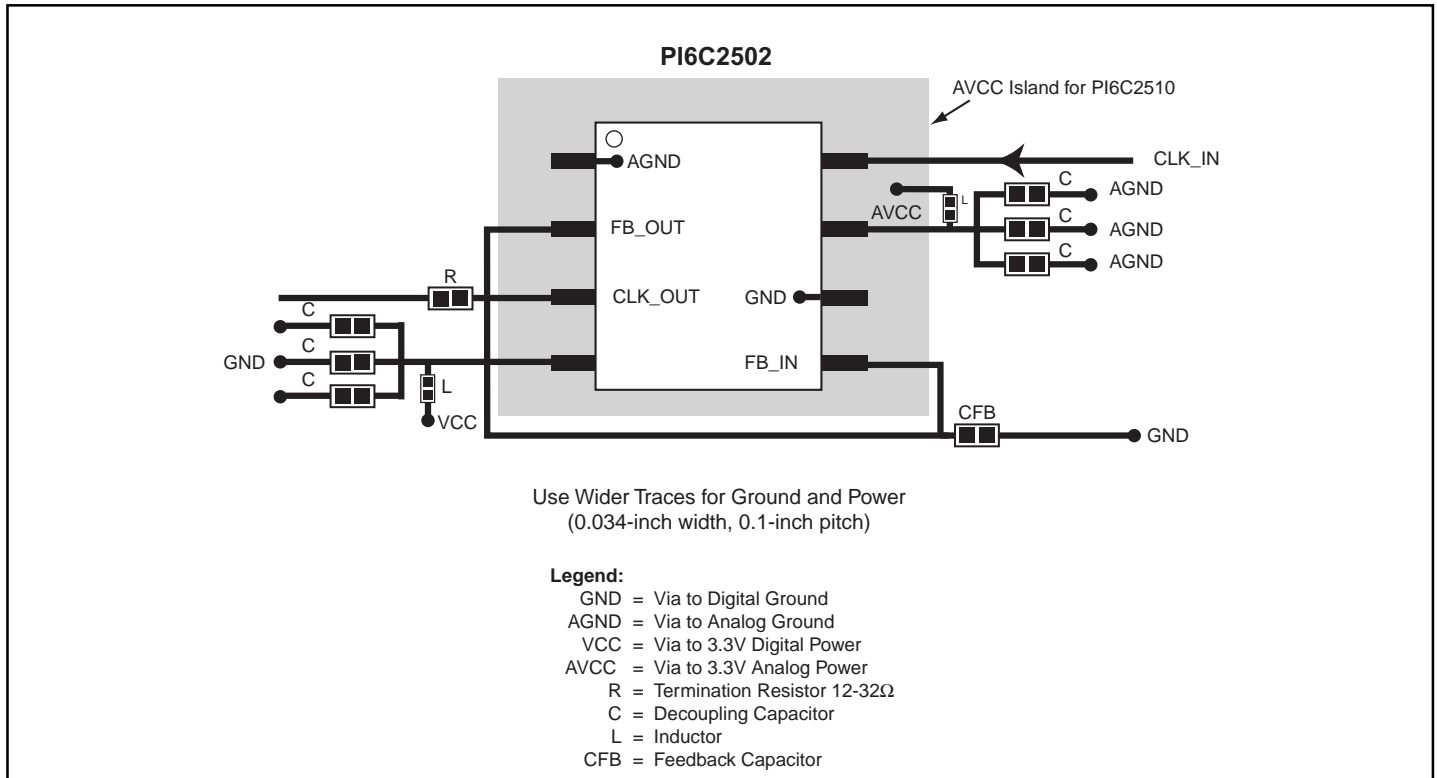 PI6C2502
AVCC Island for PI6C2510
AGND
CLK_IN
C
AGND
L
AVCC
FB_OUT
C
AGND
C
AGND
R
CLK_OUT
GND
C
GND
C
FB_IN
C
L
VCC
CFB
GND
Use Wider Traces for Ground and Power
(0.034-inch width, 0.1-inch pitch)
Legend:
GND = Via to Digital Ground
AGND = Via to Analog Ground
VCC = Via to 3.3V Digital Power
AVCC = Via to 3.3V Analog Power
R = Termination Resistor 12-32Ω
C = Decoupling Capacitor
L = Inductor
CFB = Feedback Capacitor